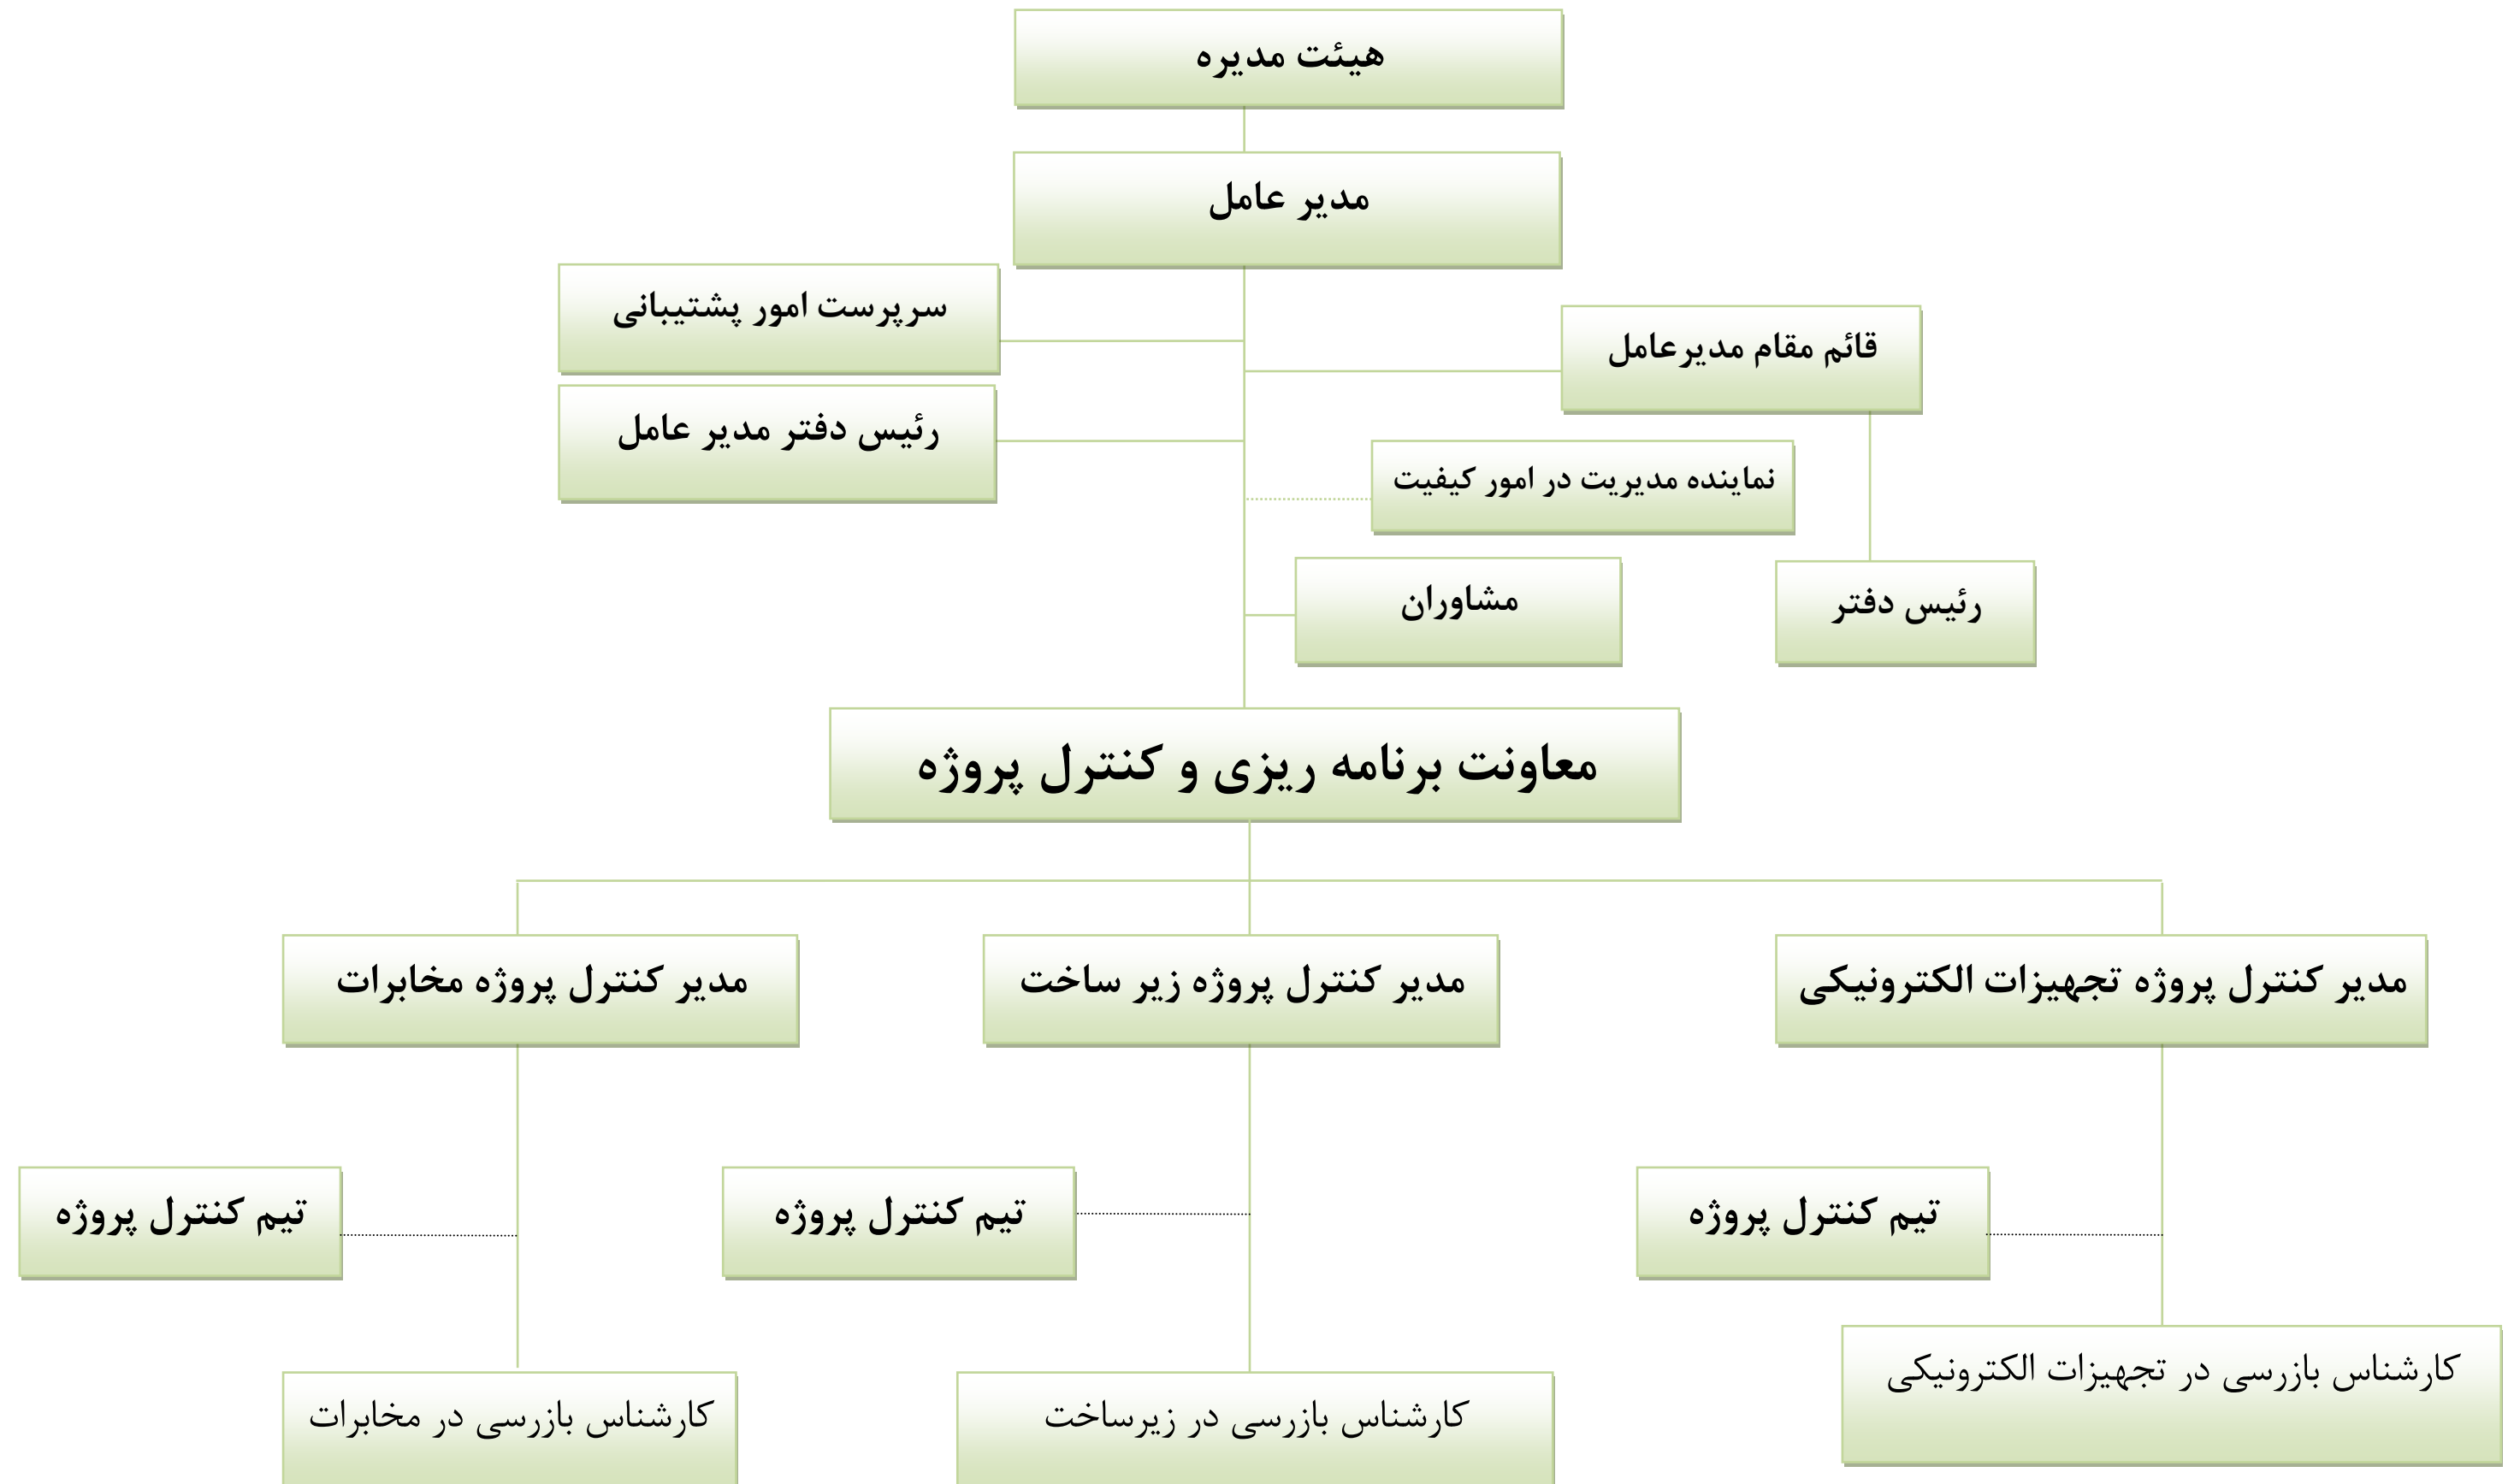 هیئت مدیره
مدیر عامل
سرپرست امور پشتیبانی
قائم مقام مدیرعامل
رئیس دفتر مدیر عامل
نماینده مدیریت در امور کیفیت
مشاوران
رئیس دفتر
معاونت برنامه ریزی و کنترل پروژه
مدیر کنترل پروژه تجهیزات الکترونیکی
مدیر کنترل پروژه زیر ساخت
مدیر کنترل پروژه مخابرات
تیم کنترل پروژه
تیم کنترل پروژه
تیم کنترل پروژه
کارشناس بازرسی در تجهیزات الکترونیکی
کارشناس بازرسی در زیرساخت
کارشناس بازرسی در مخابرات